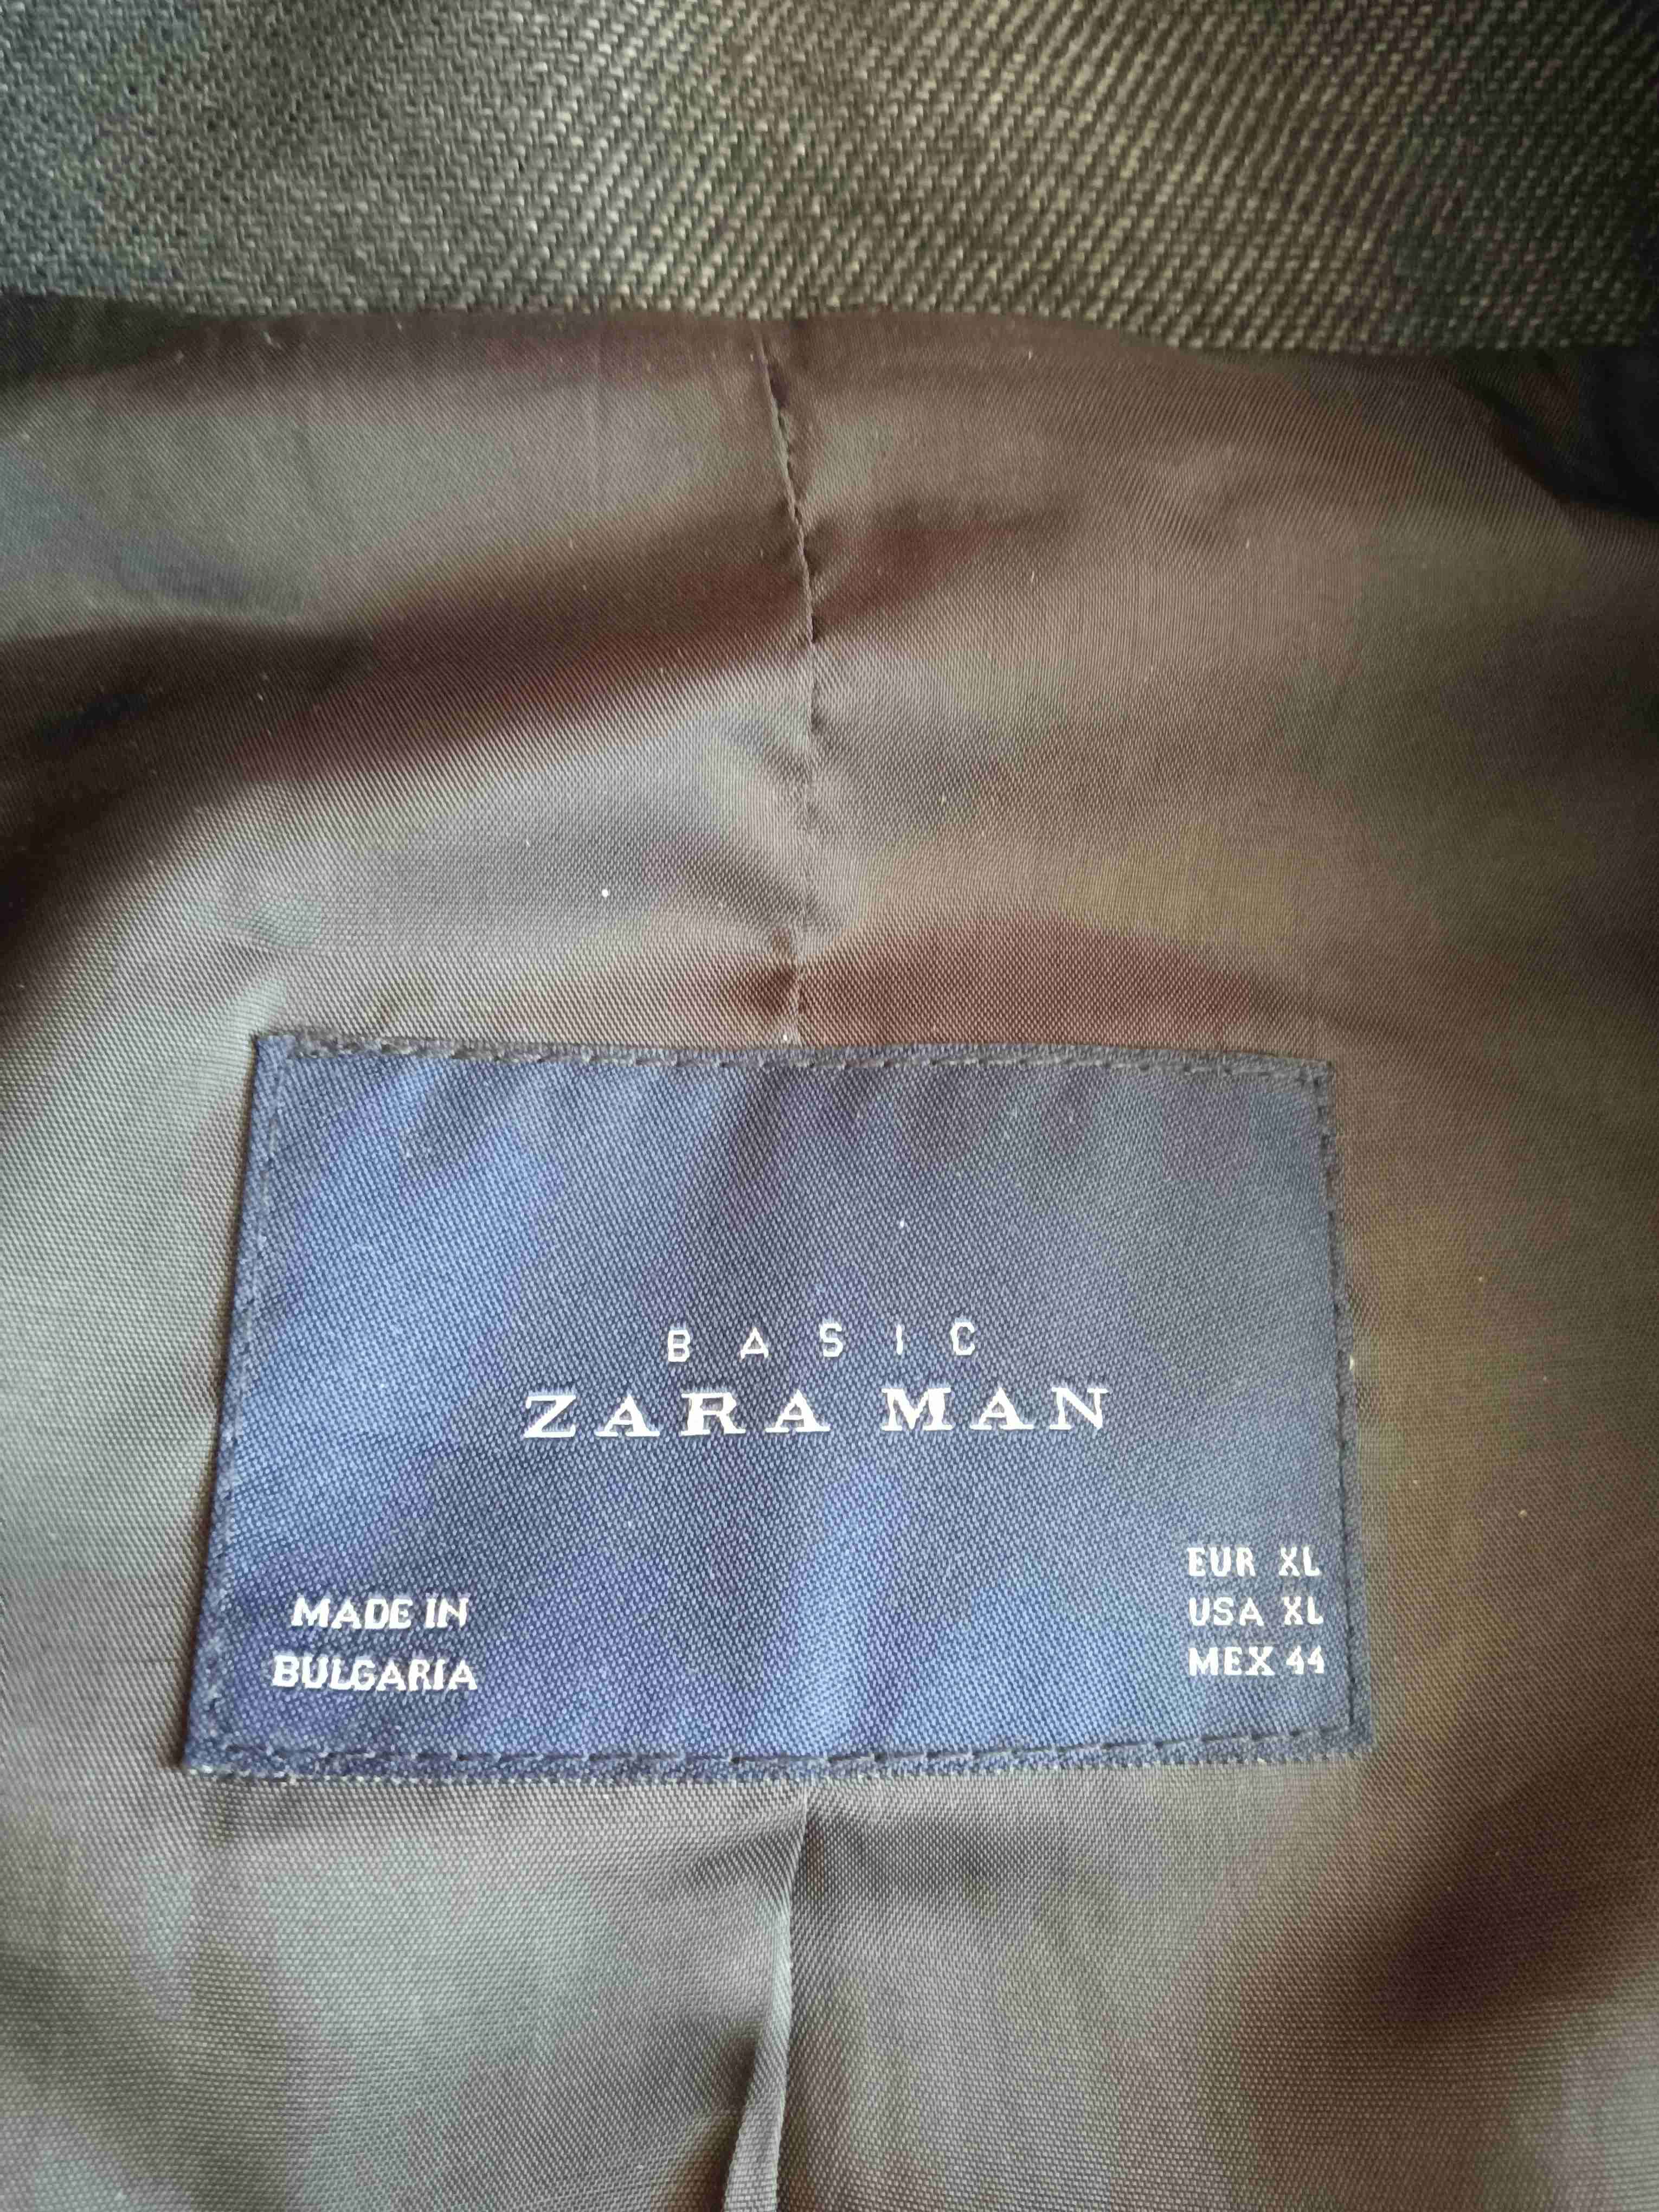 BASIC
ZARA MAN
MADE IN
BULGARIA
EUR XL
USA XL
MEX 44